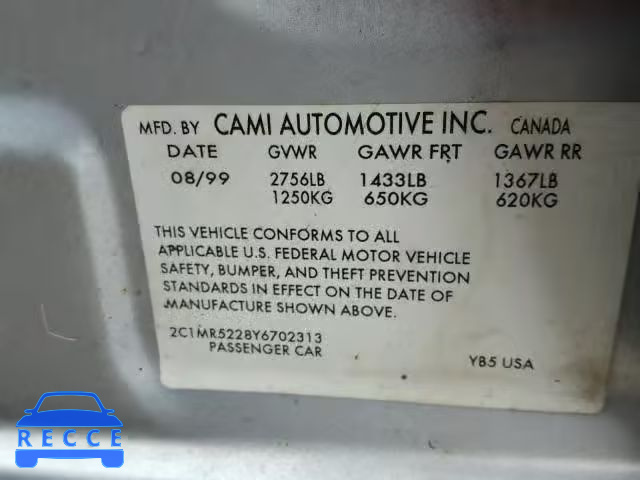 MFD. BY CAMI AUTOMOTIVE INC. CANADA
DATE GVWR GAWR FRT GAWR RR
08/99 2756LB 1433LB 1367LB
1250KG 650KG 620KG
THIS VEHICLE CONFORMS TO ALL
APPLICABLE U.S. FEDERAL MOTOR VEHICLE
SAFETY, BUMPER, AND THEFT PREVENTION
STANDARDS IN EFFECT ON THE DATE OF
MANUFACTURE SHOWN ABOVE.
2C1MR5228Y6702313
PASSENGER CAR YB5 USA
RECCE